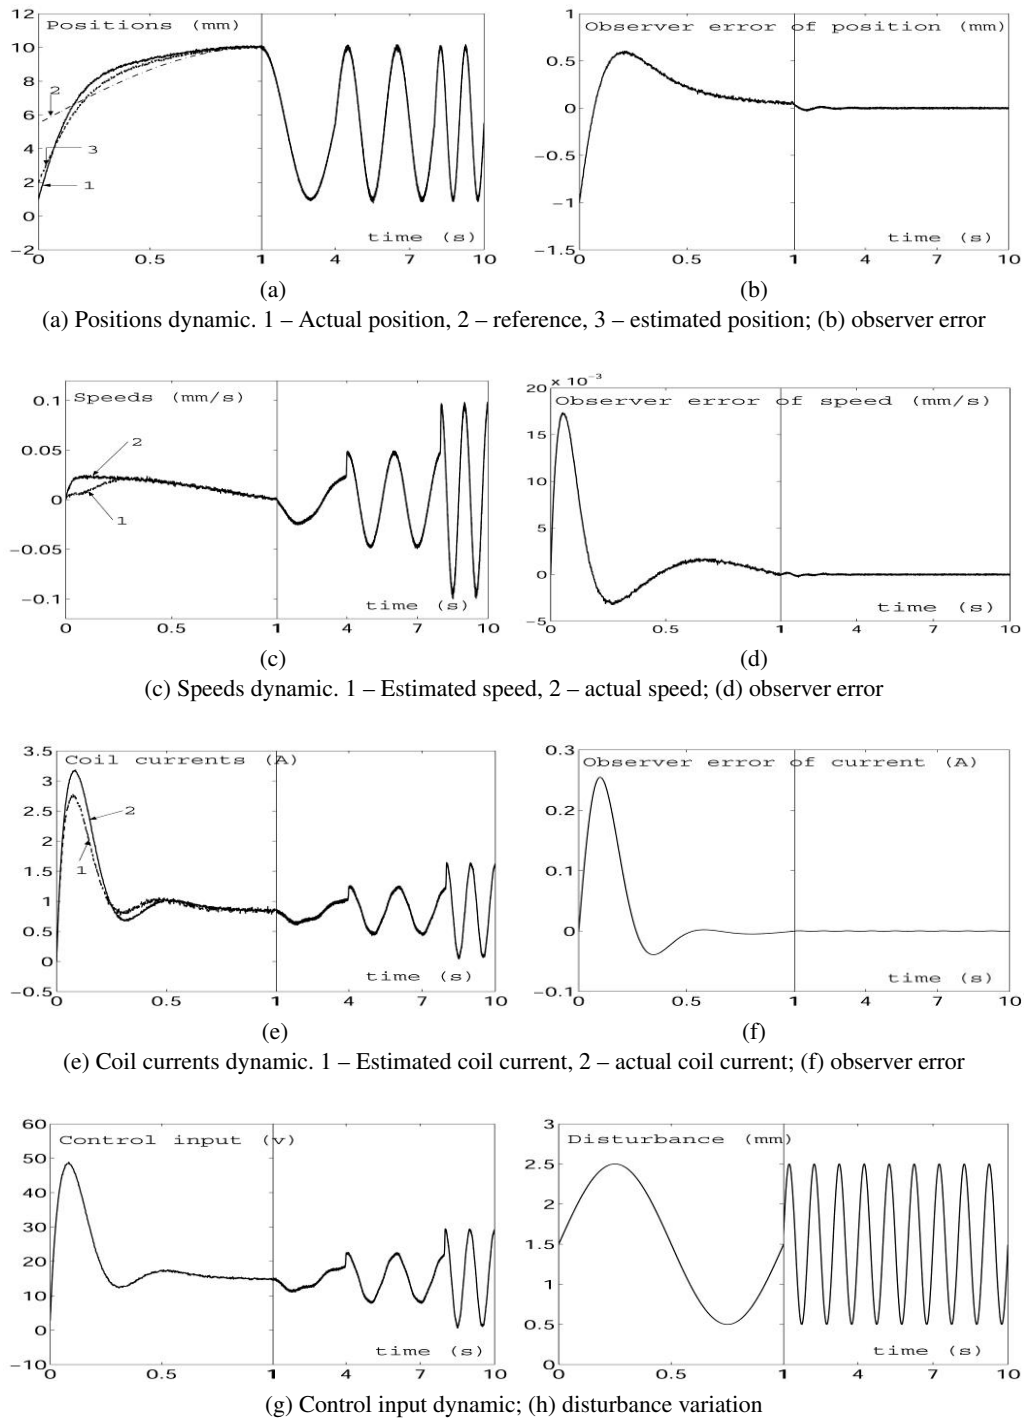 12
10
8
6
4
2
0
−2
Positions (mm)
2
3
1
time (s)
0 0.5 1 4 7 10
1
0.5
0
−0.5
−1
−1.5
Observer error of position (mm)
time (s)
0 0.5 1 4 7 10
(a) (b)
(a) Positions dynamic. 1 – Actual position, 2 – reference, 3 – estimated position; (b) observer error
0.1
0.05
0
−0.05
−0.1
Speeds (mm/s)
2
1
time (s)
0 0.5 1 4 7 10
20 × 10⁻³
15
10
5
0
−5
Observer error of speed (mm/s)
time (s)
0 0.5 1 4 7 10
(c) (d)
(c) Speeds dynamic. 1 – Estimated speed, 2 – actual speed; (d) observer error
3.5
3
2.5
2
1.5
1
0.5
0
−0.5
Coil currents (A)
2
1
time (s)
0 0.5 1 4 7 10
0.3
0.2
0.1
0
−0.1
Observer error of current (A)
time (s)
0 0.5 1 4 7 10
(e) (f)
(e) Coil currents dynamic. 1 – Estimated coil current, 2 – actual coil current; (f) observer error
60
50
40
30
20
10
0
−10
Control input (v)
time (s)
0 0.5 1 4 7 10
3
2.5
2
1.5
1
0.5
0
Disturbance (mm)
time (s)
0 0.5 1 4 7 10
(g) Control input dynamic; (h) disturbance variation